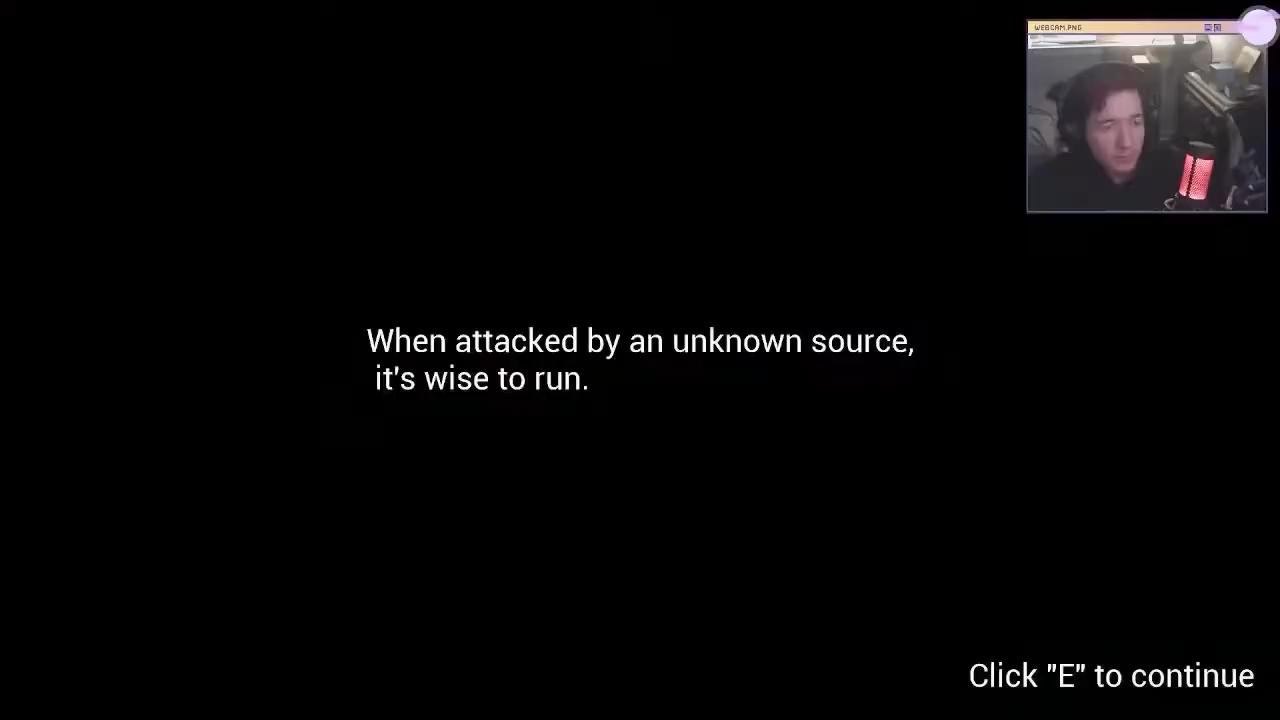 WEBCAM.PNG
When attacked by an unknown source,
it's wise to run.
Click "E" to continue